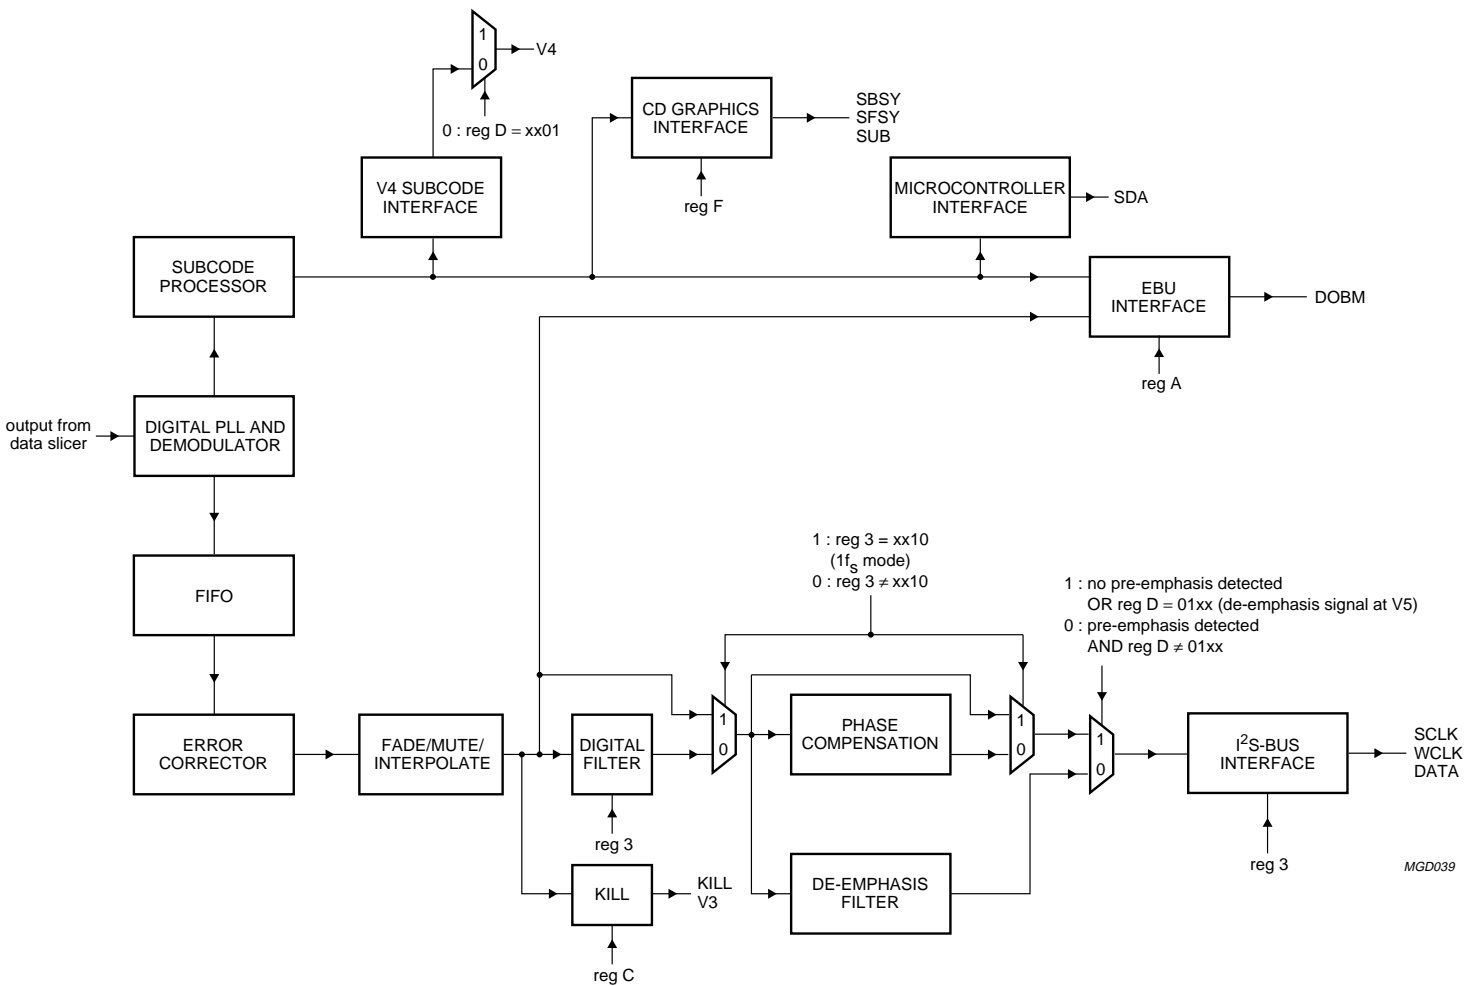 1
0
V4
0 : reg D = xx01
CD GRAPHICS
INTERFACE
SBSY
SFSY
SUB
reg F
V4 SUBCODE
INTERFACE
MICROCONTROLLER
INTERFACE
SDA
SUBCODE
PROCESSOR
EBU
INTERFACE
DOBM
reg A
output from
data slicer
DIGITAL PLL AND
DEMODULATOR
FIFO
1 : reg 3 = xx10
(1fs mode)
0 : reg 3 ≠ xx10
1 : no pre-emphasis detected
OR reg D = 01xx (de-emphasis signal at V5)
0 : pre-emphasis detected
AND reg D ≠ 01xx
ERROR
CORRECTOR
FADE/MUTE/
INTERPOLATE
DIGITAL
FILTER
reg 3
1
0
PHASE
COMPENSATION
1
0
1
0
I²S-BUS
INTERFACE
reg 3
SCLK
WCLK
DATA
KILL
KILL
V3
reg C
DE-EMPHASIS
FILTER
MGD039